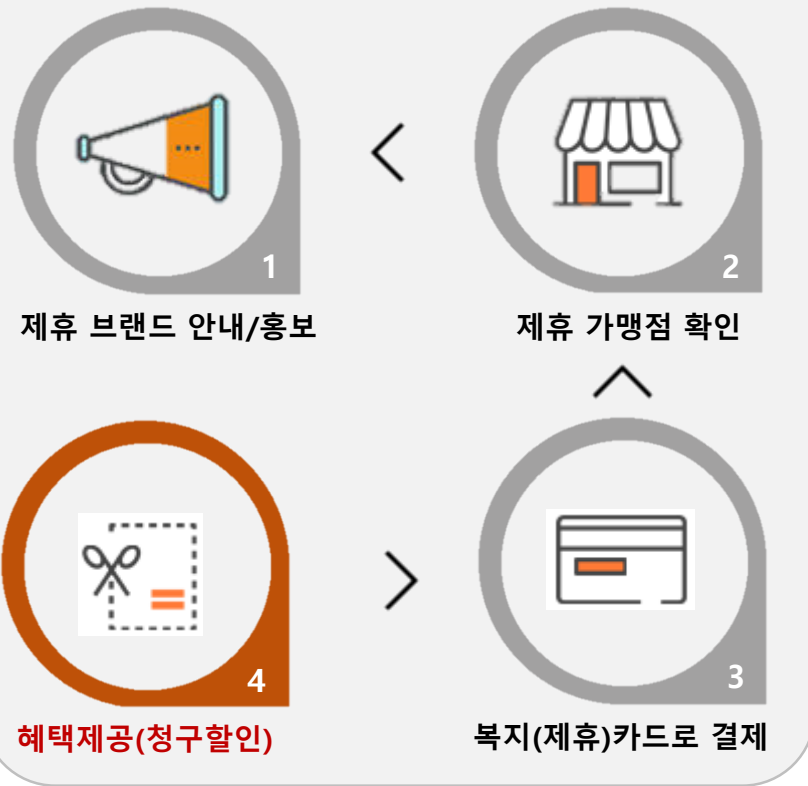 1
제휴 브랜드 안내/홍보
2
제휴 가맹점 확인
3
복지(제휴)카드로 결제
4
혜택제공(청구할인)